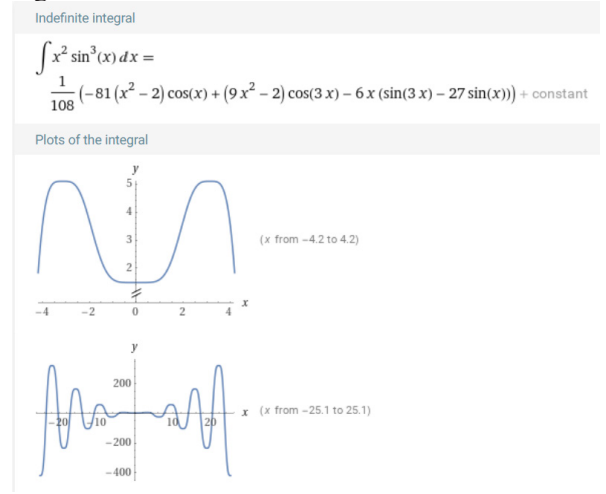 Indefinite integral
∫x² sin³(x) dx =
1/108 (−81 (x² − 2) cos(x) + (9 x² − 2) cos(3 x) − 6 x (sin(3 x) − 27 sin(x))) + constant
Plots of the integral
y
5
4
3
2
(x from −4.2 to 4.2)
−4 −2 0 2 4 x
y
200
−20 −10 10 20 x (x from −25.1 to 25.1)
−200
−400